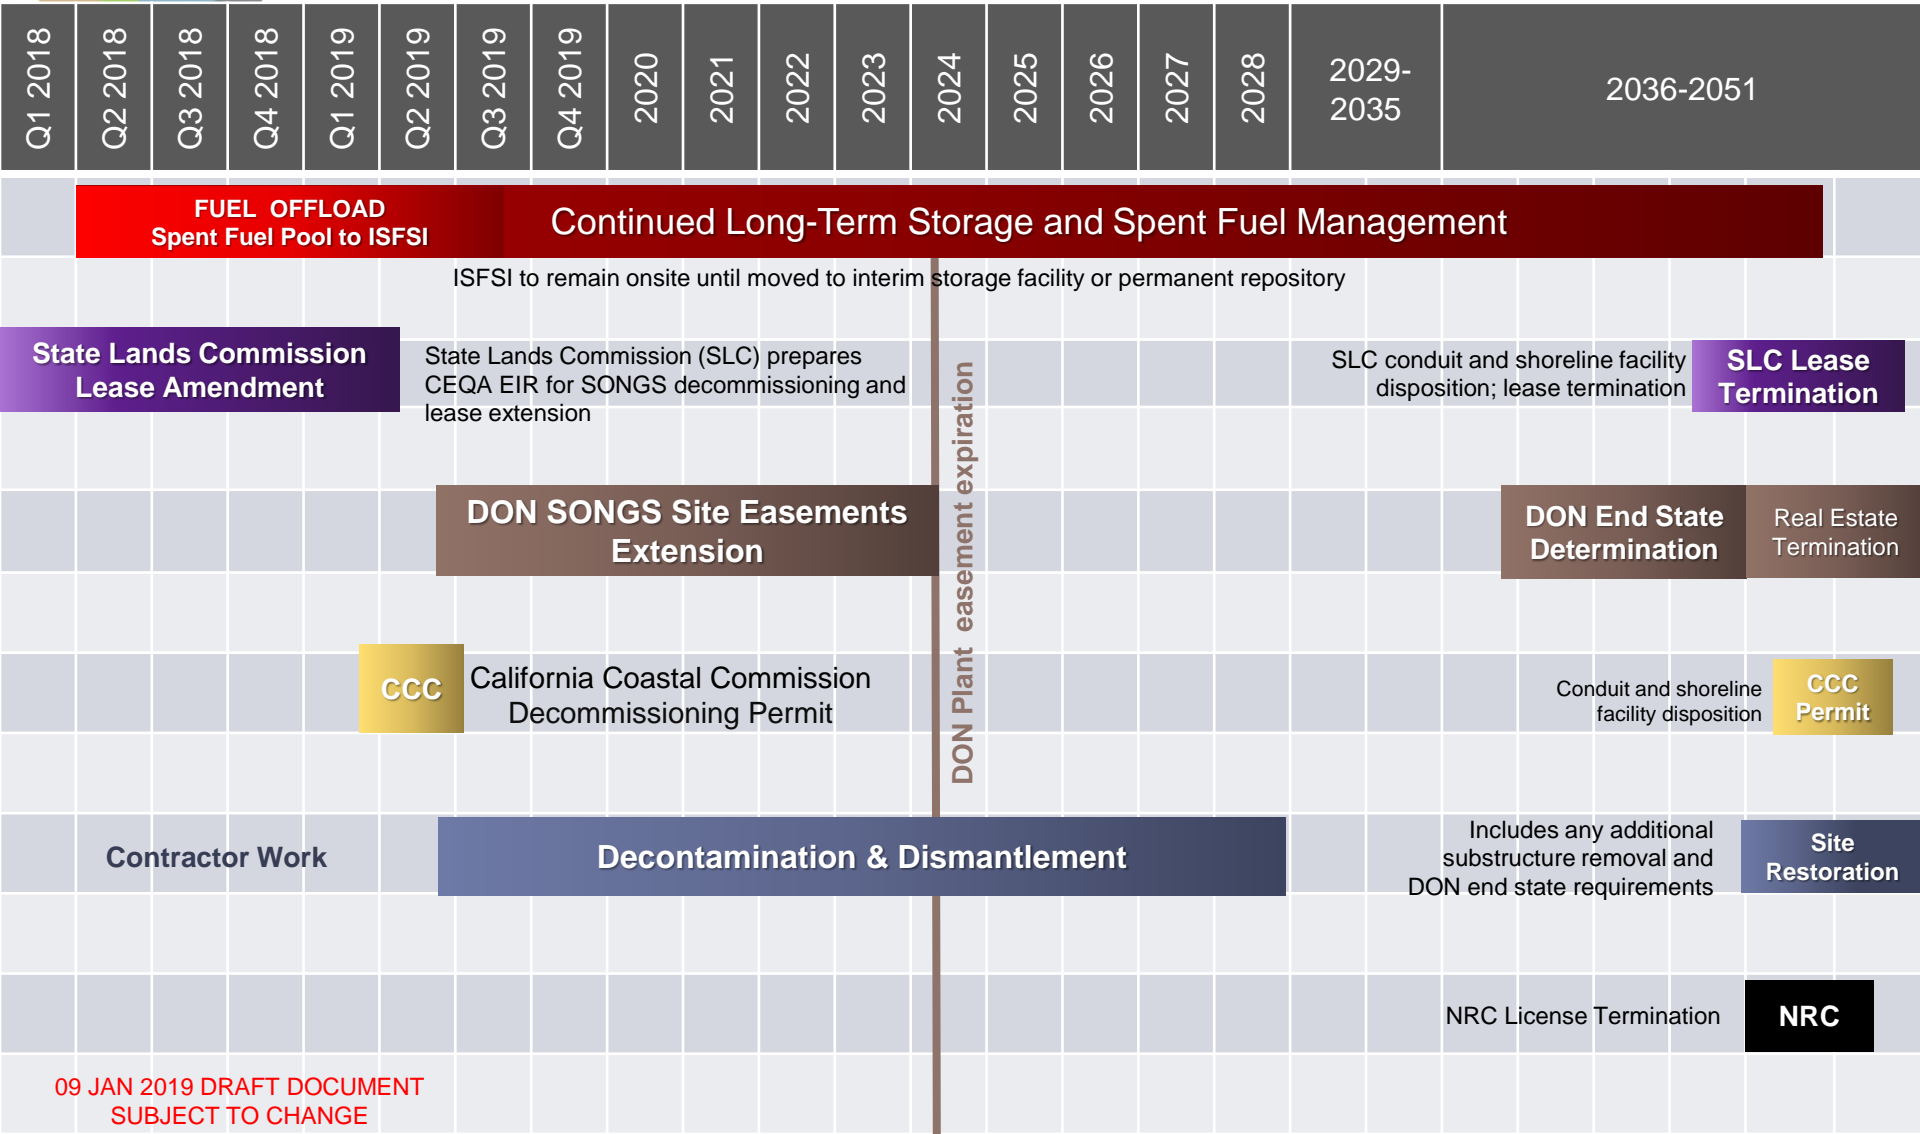 Q1 2018
Q2 2018
Q3 2018
Q4 2018
Q1 2019
Q2 2019
Q3 2019
Q4 2019
2020
2021
2022
2023
2024
2025
2026
2027
2028
2029-
2035
2036-2051
FUEL OFFLOAD
Spent Fuel Pool to ISFSI
Continued Long-Term Storage and Spent Fuel Management
ISFSI to remain onsite until moved to interim storage facility or permanent repository
State Lands Commission
Lease Amendment
State Lands Commission (SLC) prepares
CEQA EIR for SONGS decommissioning and
lease extension
DON Plant easement expiration
SLC conduit and shoreline facility
disposition; lease termination
SLC Lease
Termination
DON SONGS Site Easements
Extension
DON End State
Determination
Real Estate
Termination
CCC
California Coastal Commission
Decommissioning Permit
Conduit and shoreline
facility disposition
CCC
Permit
Contractor Work
Decontamination & Dismantlement
Includes any additional
substructure removal and
DON end state requirements
Site
Restoration
NRC License Termination
NRC
09 JAN 2019 DRAFT DOCUMENT
SUBJECT TO CHANGE